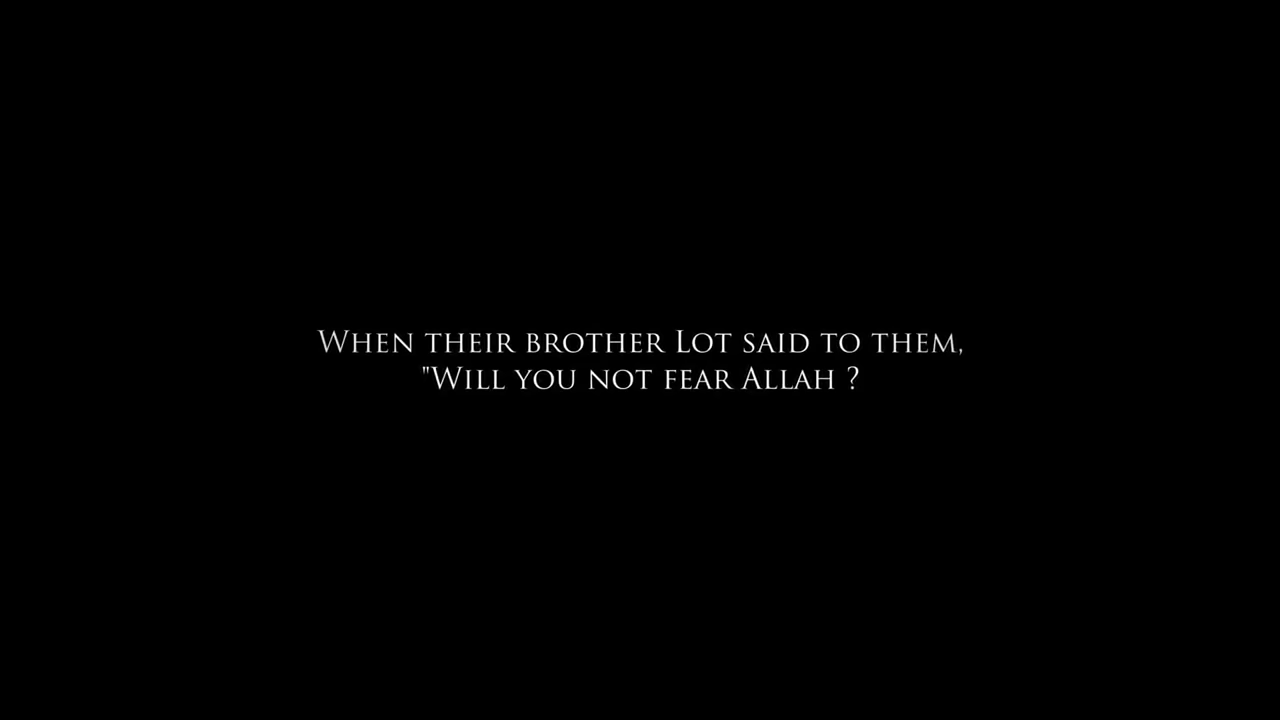 When their brother Lot said to them,
"Will you not fear Allah ?